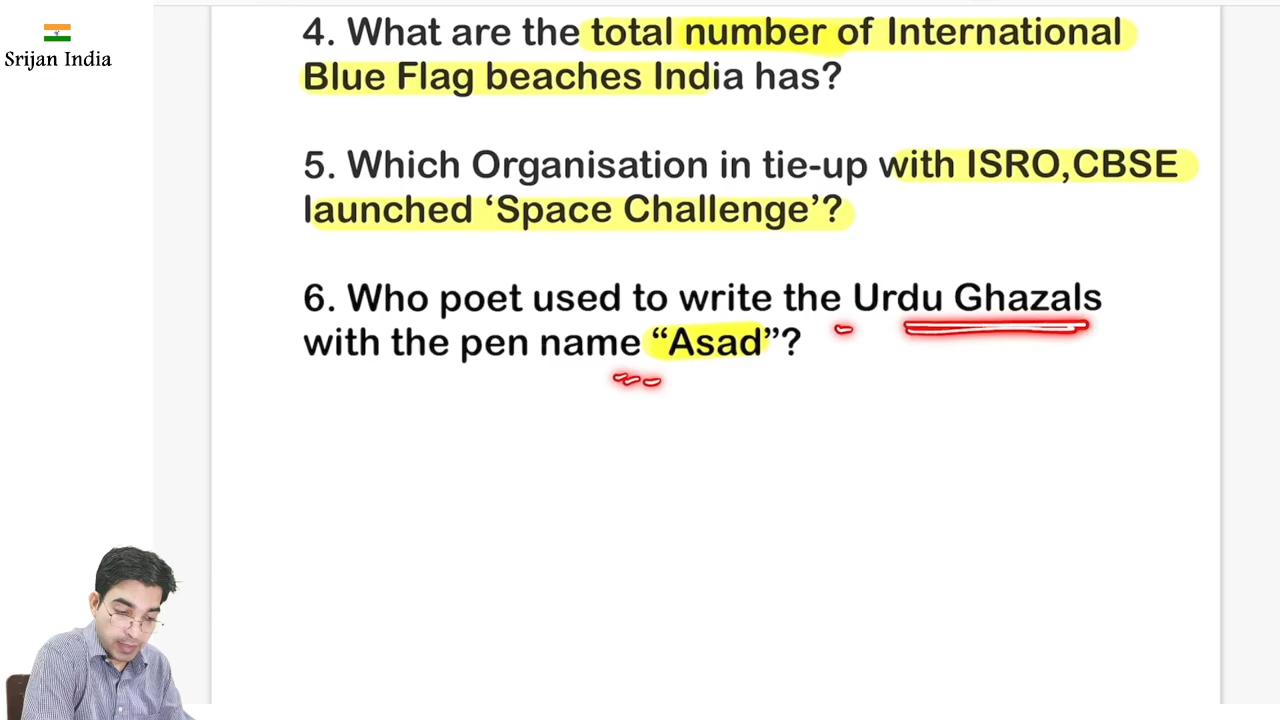 Srijan India
4. What are the total number of International
Blue Flag beaches India has?
5. Which Organisation in tie-up with ISRO,CBSE
launched ‘Space Challenge’?
6. Who poet used to write the Urdu Ghazals
with the pen name “Asad”?